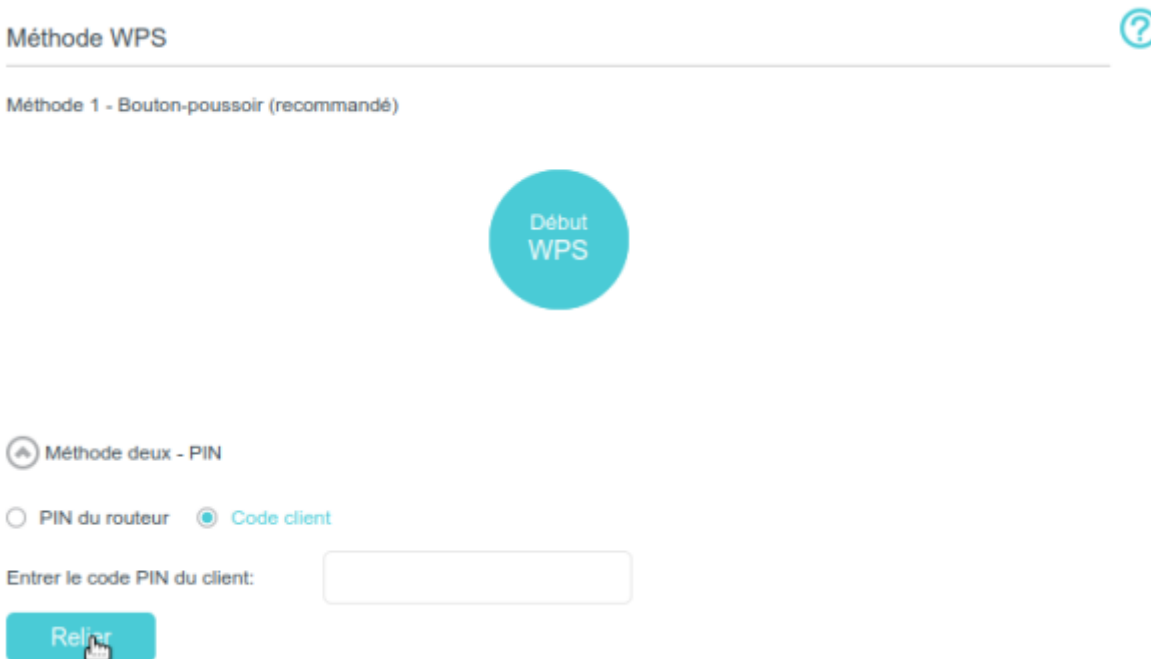 Méthode WPS
?
Méthode 1 - Bouton-poussoir (recommandé)
Début
WPS
Méthode deux - PIN
PIN du routeur Code client
Entrer le code PIN du client:
Relier